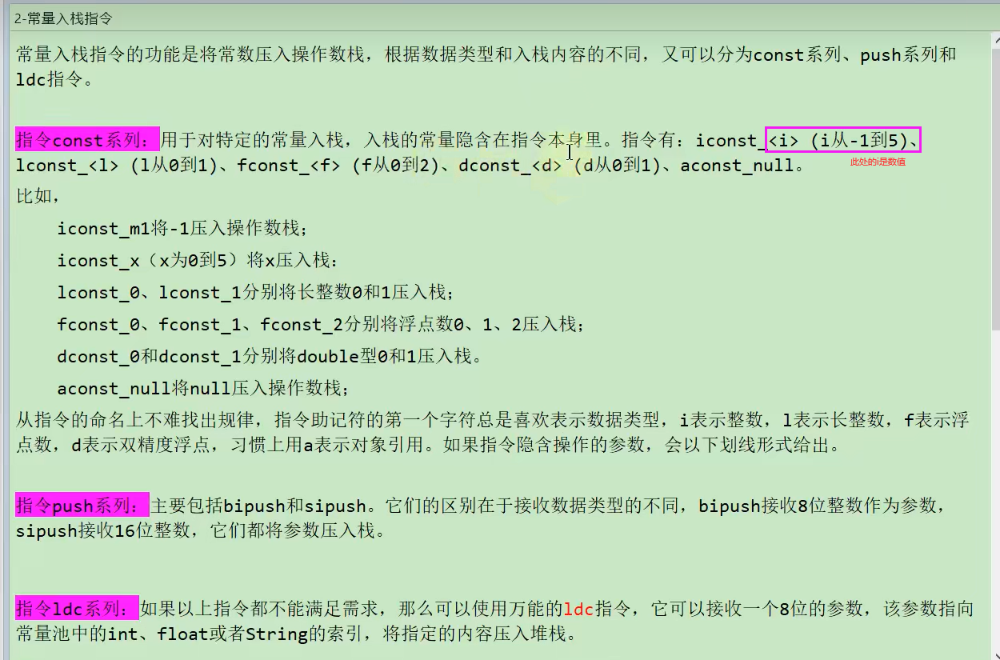 2-常量入栈指令
常量入栈指令的功能是将常数压入操作数栈，根据数据类型和入栈内容的不同，又可以分为const系列、push系列和
ldc指令。
指令const系列：用于对特定的常量入栈，入栈的常量隐含在指令本身里。指令有：iconst_<i> (i从-1到5)、
lconst_<l> (l从0到1)、fconst_<f> (f从0到2)、dconst_<d> (d从0到1)、aconst_null。
此处的i是数值
比如，
iconst_m1将-1压入操作数栈；
iconst_x（x为0到5）将x压入栈：
lconst_0、lconst_1分别将长整数0和1压入栈；
fconst_0、fconst_1、fconst_2分别将浮点数0、1、2压入栈；
dconst_0和dconst_1分别将double型0和1压入栈。
aconst_null将null压入操作数栈；
从指令的命名上不难找出规律，指令助记符的第一个字符总是喜欢表示数据类型，i表示整数，l表示长整数，f表示浮
点数，d表示双精度浮点，习惯上用a表示对象引用。如果指令隐含操作的参数，会以下划线形式给出。
指令push系列：主要包括bipush和sipush。它们的区别在于接收数据类型的不同，bipush接收8位整数作为参数，
sipush接收16位整数，它们都将参数压入栈。
指令ldc系列：如果以上指令都不能满足需求，那么可以使用万能的ldc指令，它可以接收一个8位的参数，该参数指向
常量池中的int、float或者String的索引，将指定的内容压入堆栈。